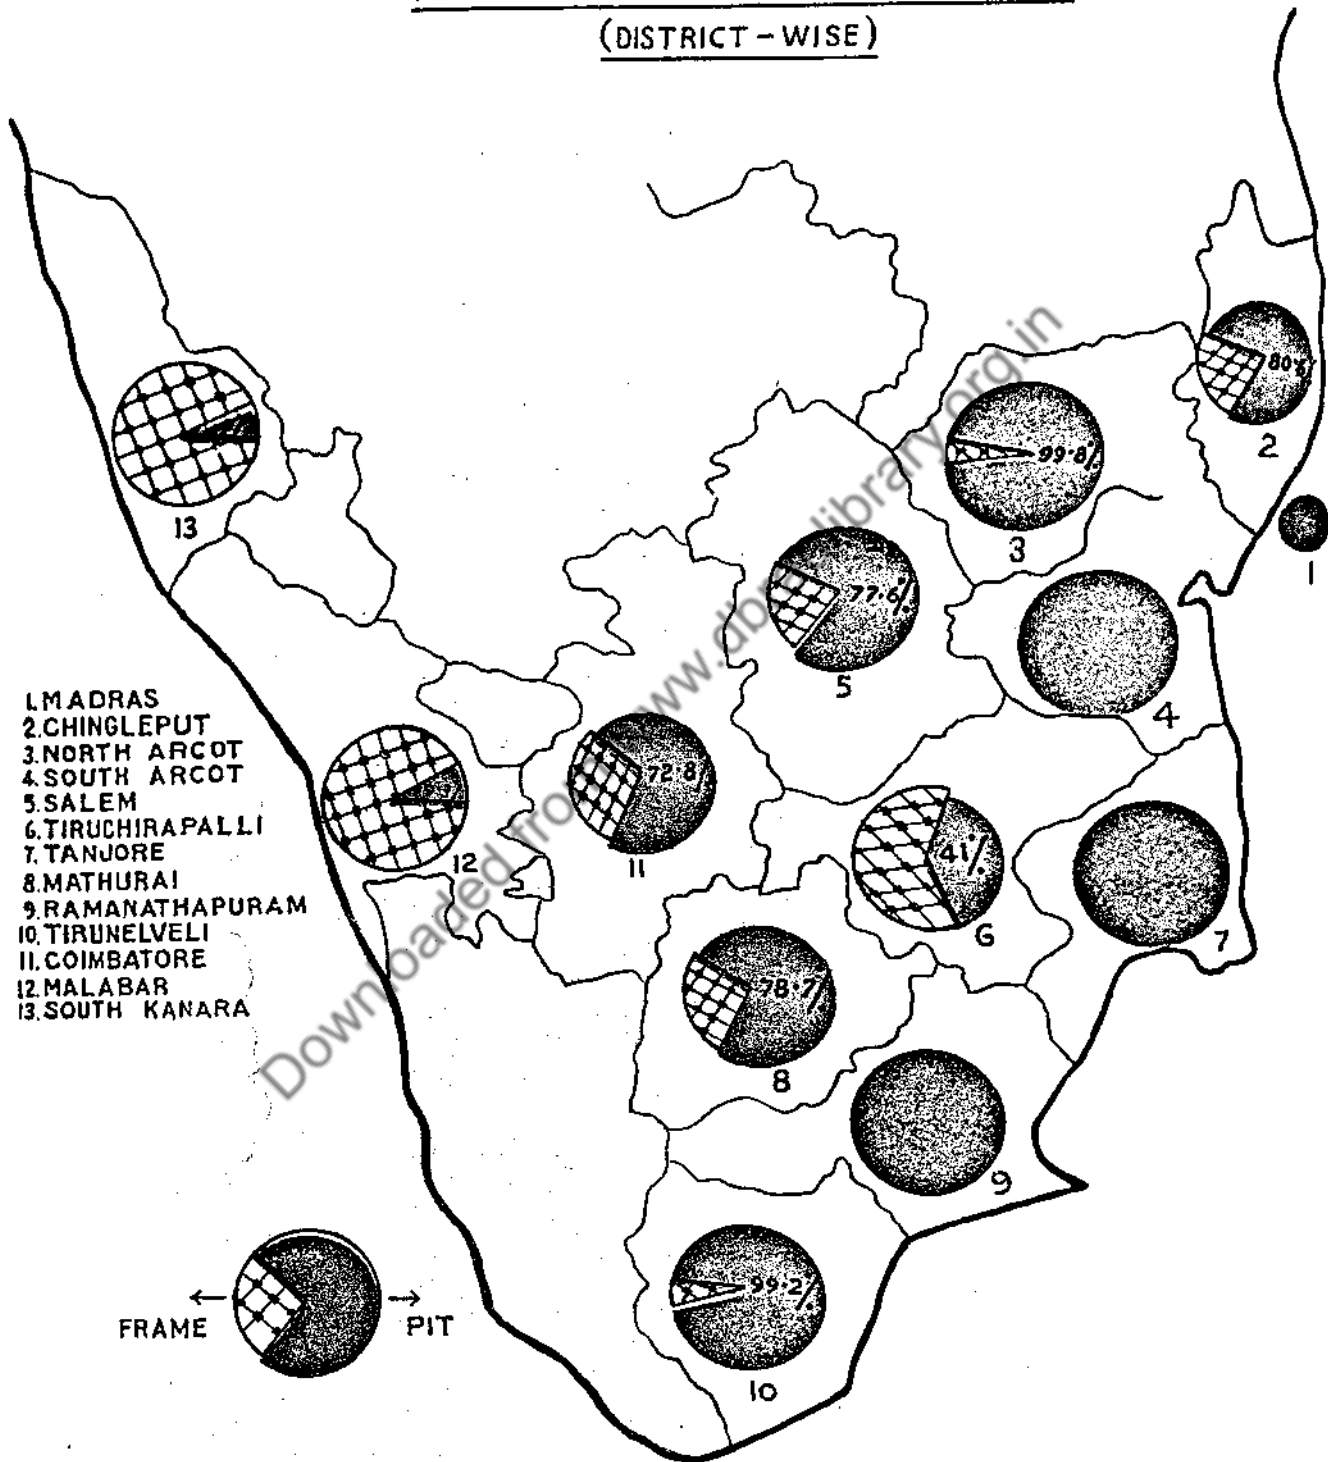 (DISTRICT-WISE)
80.6%
2
99.8%
3
1
77.6%
5
4
13
1.MADRAS
2.CHINGLEPUT
3.NORTH ARCOT
4.SOUTH ARCOT
5.SALEM
6.TIRUCHIRAPALLI
7.TANJORE
8.MATHURAI
9.RAMANATHAPURAM
10.TIRUNELVELI
11.COIMBATORE
12.MALABAR
13.SOUTH KANARA
72.8%
11
12
41%
6
7
78.7%
8
9
99.2%
10
FRAME
PIT
Downloaded from www.dbraulibrary.org.in